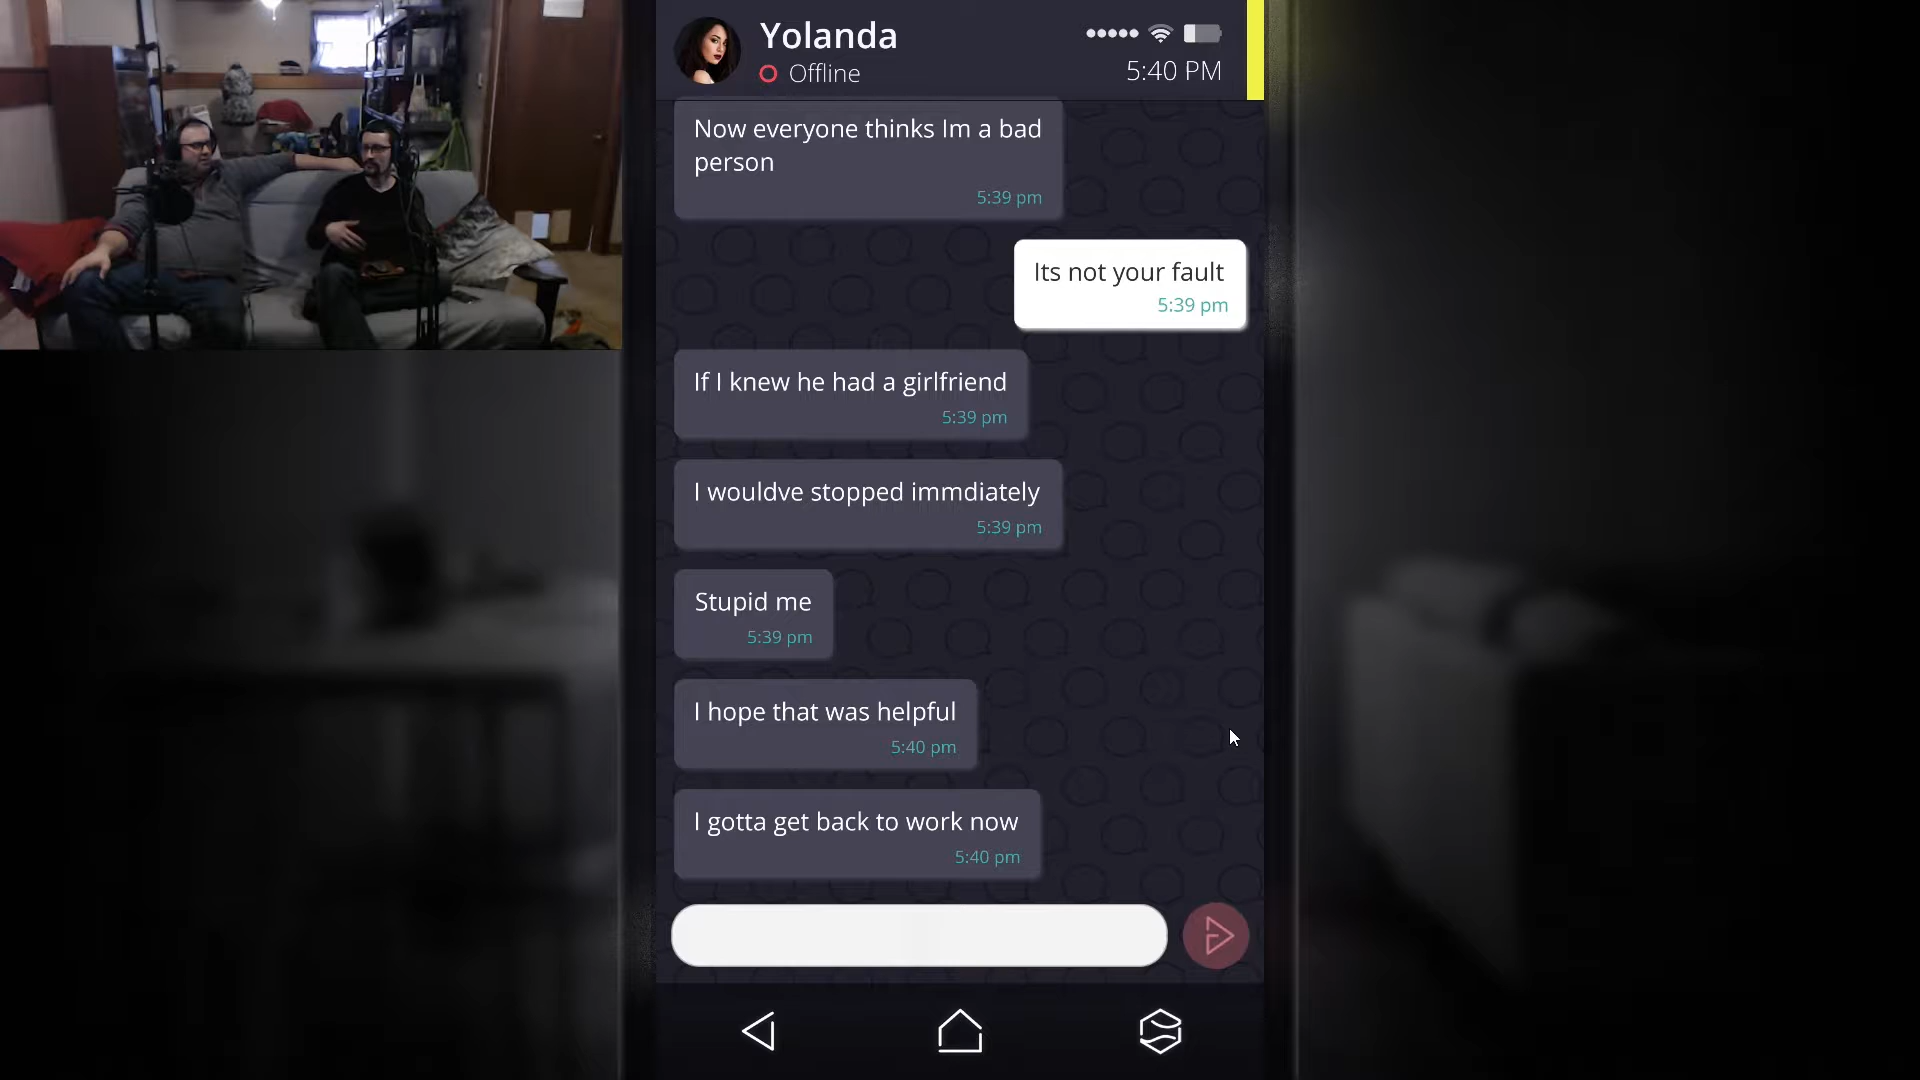 Yolanda
Offline
5:40 PM
Now everyone thinks Im a bad
person
5:39 pm
Its not your fault
5:39 pm
If I knew he had a girlfriend
5:39 pm
I wouldve stopped immdiately
5:39 pm
Stupid me
5:39 pm
I hope that was helpful
5:40 pm
I gotta get back to work now
5:40 pm